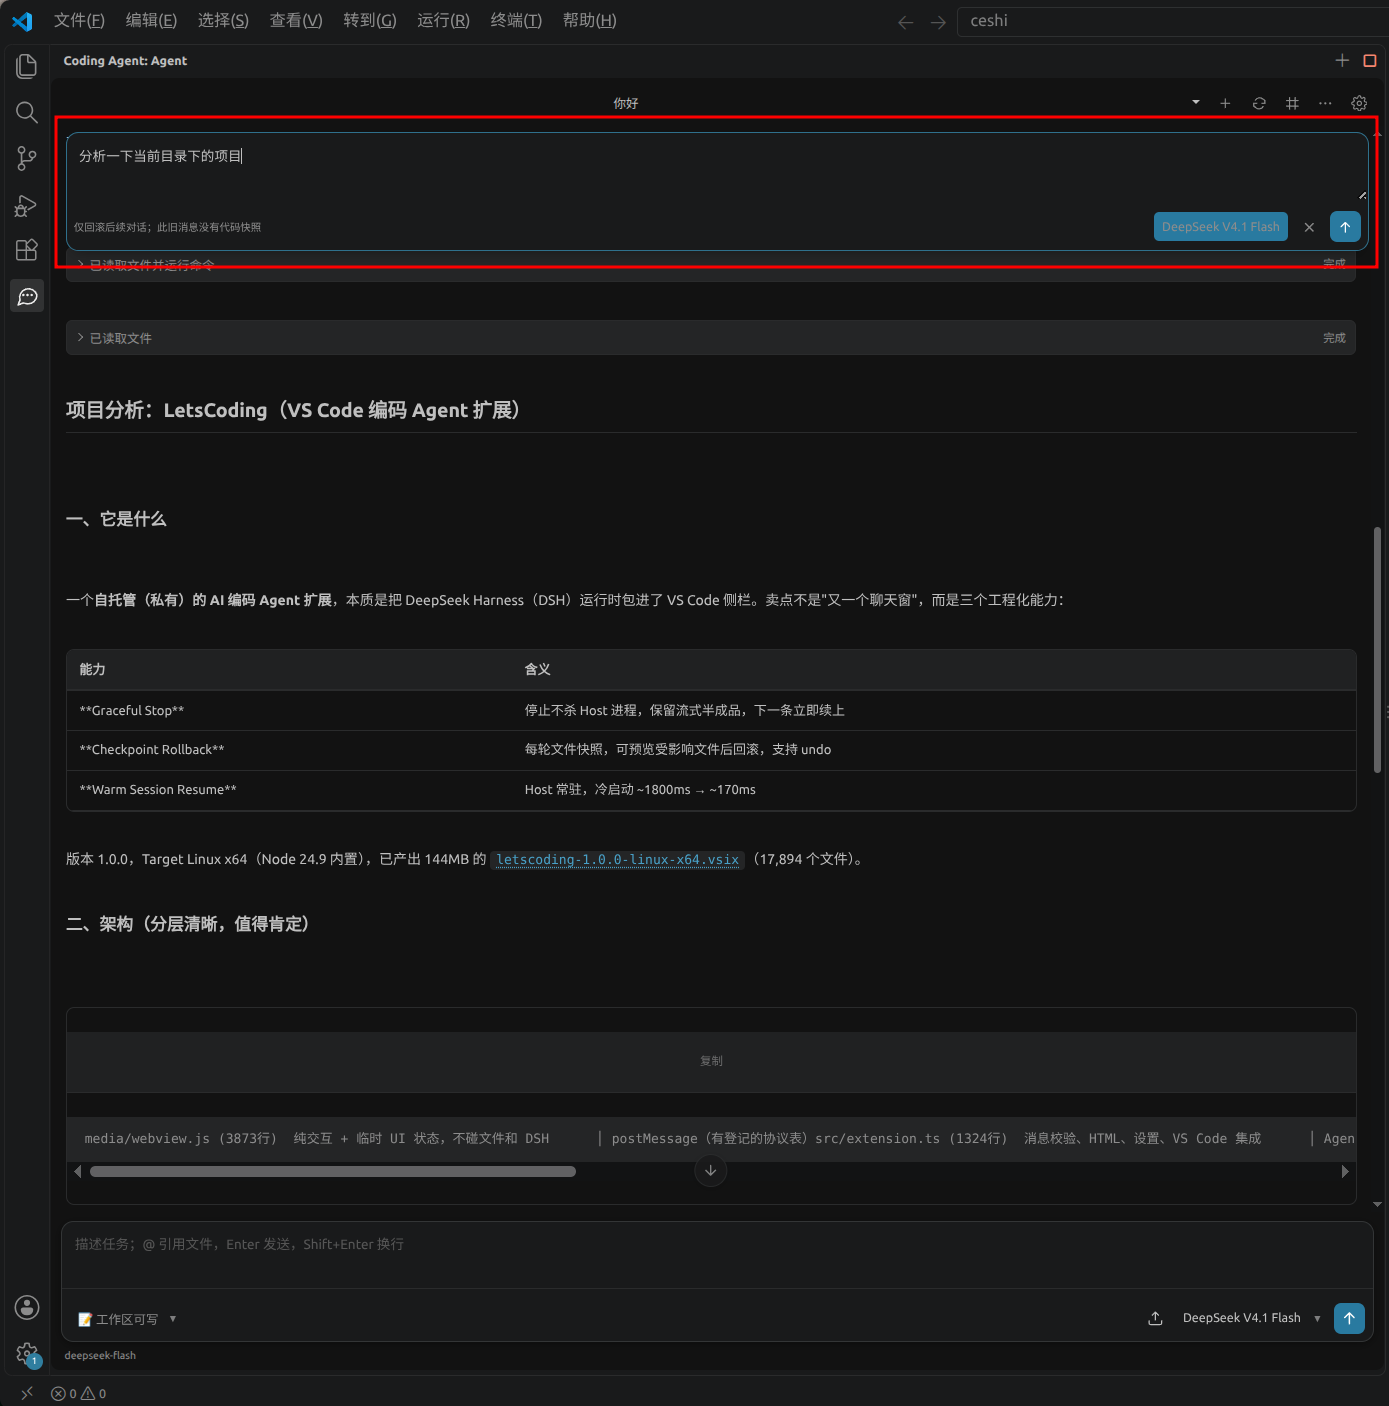 文件(F) 编辑(E) 选择(S) 查看(V) 转到(G) 运行(R) 终端(T) 帮助(H) ceshi
Coding Agent: Agent
你好
分析一下当前目录下的项目
仅回滚后续对话；此旧消息没有代码快照 DeepSeek V4.1 Flash
已读取文件并运行命令 完成
已读取文件 完成
项目分析：LetsCoding（VS Code 编码 Agent 扩展）
一、它是什么
一个自托管（私有）的 AI 编码 Agent 扩展，本质是把 DeepSeek Harness（DSH）运行时包进了 VS Code 侧栏。卖点不是"又一个聊天窗"，而是三个工程化能力：
能力 含义
**Graceful Stop** 停止不杀 Host 进程，保留流式半成品，下一条立即续上
**Checkpoint Rollback** 每轮文件快照，可预览受影响文件后回滚，支持 undo
**Warm Session Resume** Host 常驻，冷启动 ~1800ms → ~170ms
版本 1.0.0，Target Linux x64（Node 24.9 内置），已产出 144MB 的 letscoding-1.0.0-linux-x64.vsix（17,894 个文件）。
二、架构（分层清晰，值得肯定）
复制
media/webview.js (3873行) 纯交互 + 临时 UI 状态，不碰文件和 DSH │ postMessage（有登记的协议表）src/extension.ts (1324行) 消息校验、HTML、设置、VS Code 集成 │ Agen
描述任务；@ 引用文件，Enter 发送，Shift+Enter 换行
📝 工作区可写 ▼ DeepSeek V4.1 Flash ▼
deepseek-flash
1
0 0